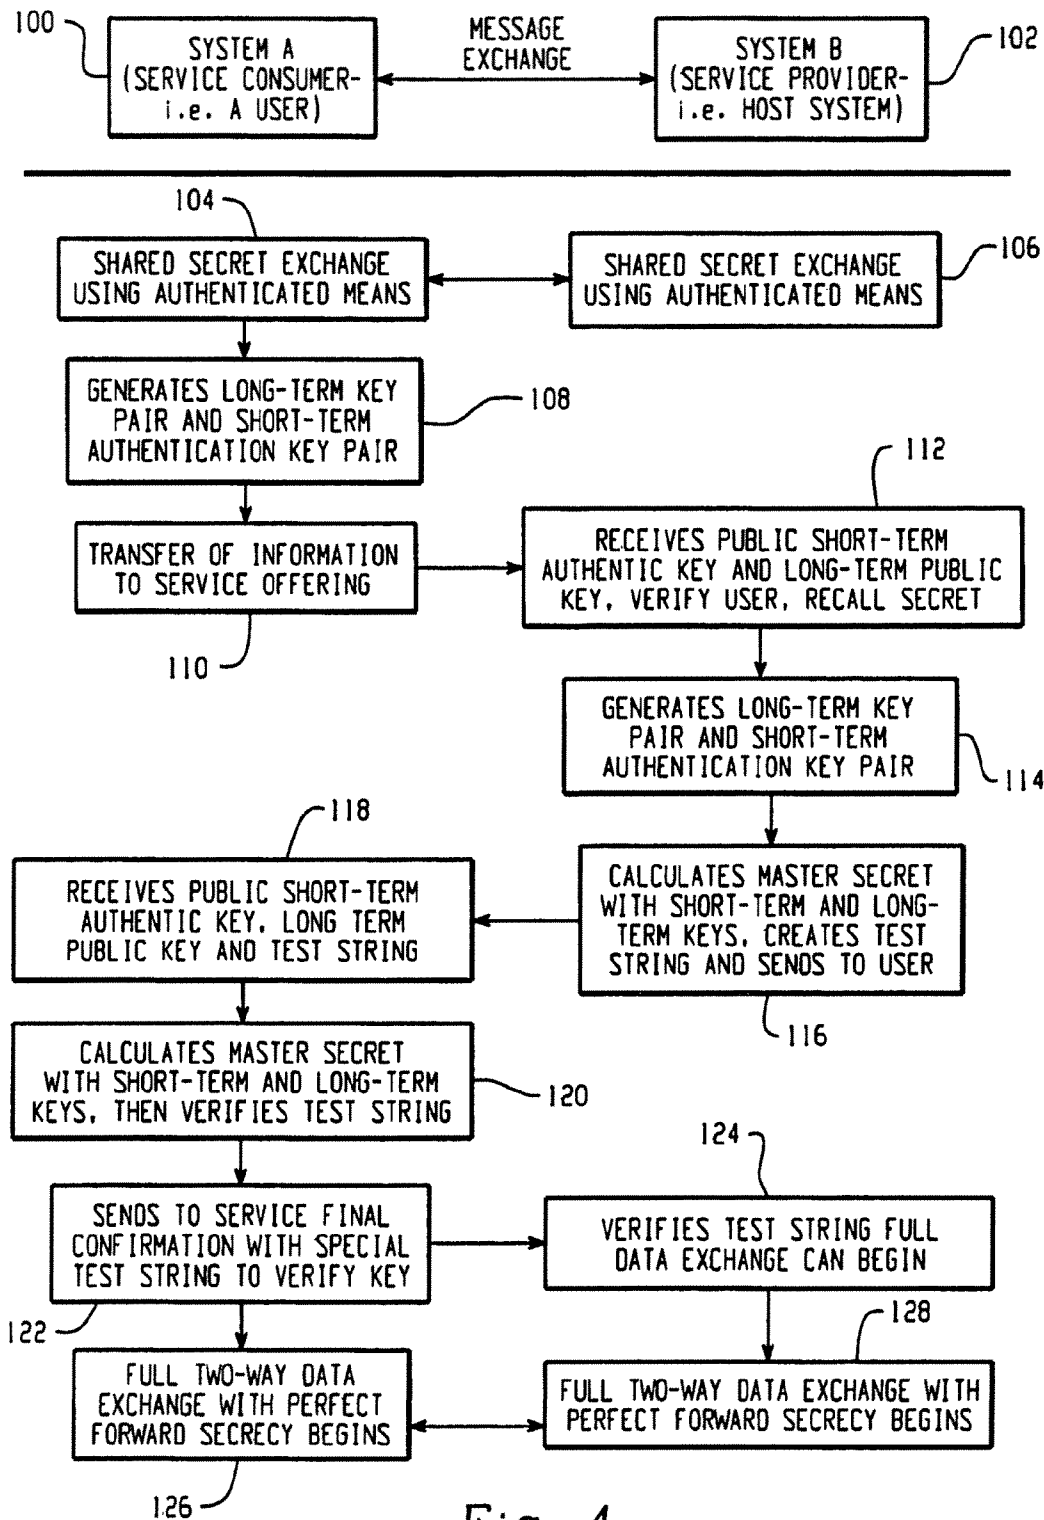 100
SYSTEM A
(SERVICE CONSUMER-
i.e. A USER)
MESSAGE
EXCHANGE
SYSTEM B
(SERVICE PROVIDER-
i.e. HOST SYSTEM)
102
104
SHARED SECRET EXCHANGE
USING AUTHENTICATED MEANS
SHARED SECRET EXCHANGE
USING AUTHENTICATED MEANS
106
GENERATES LONG-TERM KEY
PAIR AND SHORT-TERM
AUTHENTICATION KEY PAIR
108
112
TRANSFER OF INFORMATION
TO SERVICE OFFERING
110
RECEIVES PUBLIC SHORT-TERM
AUTHENTIC KEY AND LONG-TERM PUBLIC
KEY, VERIFY USER, RECALL SECRET
GENERATES LONG-TERM KEY
PAIR AND SHORT-TERM
AUTHENTICATION KEY PAIR
114
118
RECEIVES PUBLIC SHORT-TERM
AUTHENTIC KEY, LONG TERM
PUBLIC KEY AND TEST STRING
CALCULATES MASTER SECRET
WITH SHORT-TERM AND LONG-
TERM KEYS, CREATES TEST
STRING AND SENDS TO USER
116
CALCULATES MASTER SECRET
WITH SHORT-TERM AND LONG-TERM
KEYS, THEN VERIFIES TEST STRING
120
124
SENDS TO SERVICE FINAL
CONFIRMATION WITH SPECIAL
TEST STRING TO VERIFY KEY
122
VERIFIES TEST STRING FULL
DATA EXCHANGE CAN BEGIN
128
FULL TWO-WAY DATA
EXCHANGE WITH PERFECT
FORWARD SECRECY BEGINS
126
FULL TWO-WAY DATA EXCHANGE WITH
PERFECT FORWARD SECRECY BEGINS
Fig.